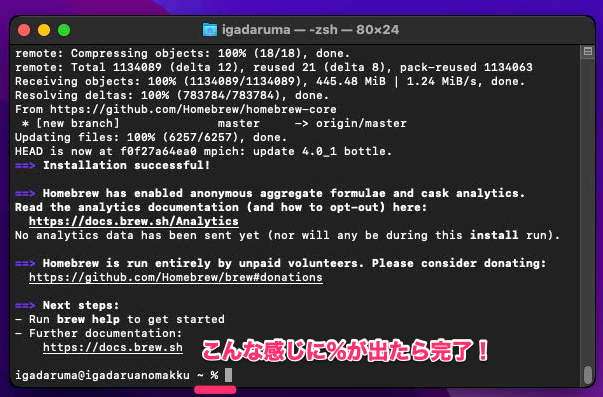 igadaruma — -zsh — 80×24
remote: Compressing objects: 100% (18/18), done.
remote: Total 1134089 (delta 12), reused 21 (delta 8), pack-reused 1134063
Receiving objects: 100% (1134089/1134089), 445.48 MiB | 1.24 MiB/s, done.
Resolving deltas: 100% (783784/783784), done.
From https://github.com/Homebrew/homebrew-core
 * [new branch]              master     -> origin/master
Updating files: 100% (6257/6257), done.
HEAD is now at f0f27a64ea0 mpich: update 4.0_1 bottle.
==> Installation successful!
==> Homebrew has enabled anonymous aggregate formulae and cask analytics.
Read the analytics documentation (and how to opt-out) here:
  https://docs.brew.sh/Analytics
No analytics data has been sent yet (nor will any be during this install run).
==> Homebrew is run entirely by unpaid volunteers. Please consider donating:
  https://github.com/Homebrew/brew#donations
==> Next steps:
- Run brew help to get started
- Further documentation:
    https://docs.brew.sh
こんな感じに%が出たら完了！
igadaruma@igadaruanomakku ~ %